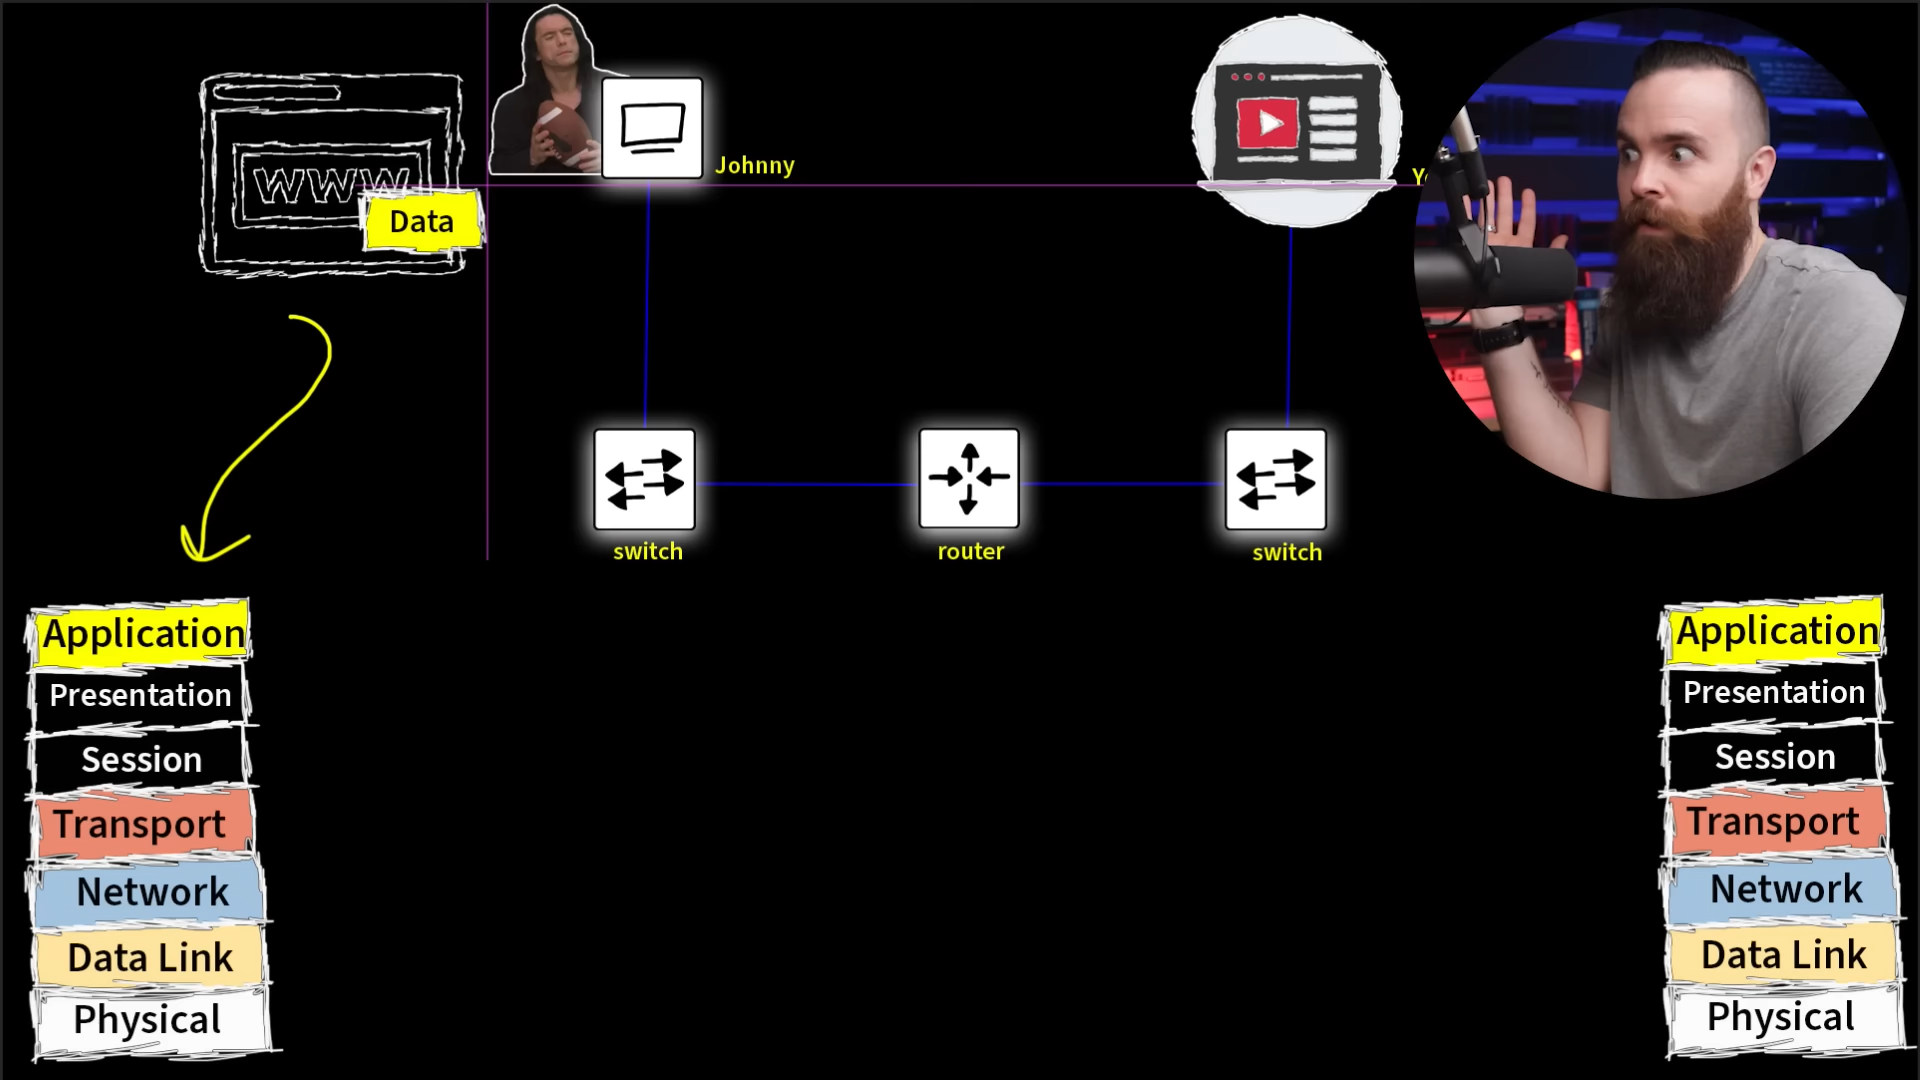 WWW
Data
Johnny
switch
router
switch
Application
Presentation
Session
Transport
Network
Data Link
Physical
Application
Presentation
Session
Transport
Network
Data Link
Physical